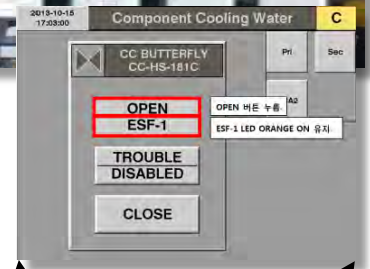 2013-10-15
17:03:00
Component Cooling Water
C
CC BUTTERFLY
CC-HS-181C
Pri
Sec
OPEN
OPEN 버튼 누름.
A2
ESF-1
ESF-1 LED ORANGE ON 유지.
TROUBLE
DISABLED
CLOSE